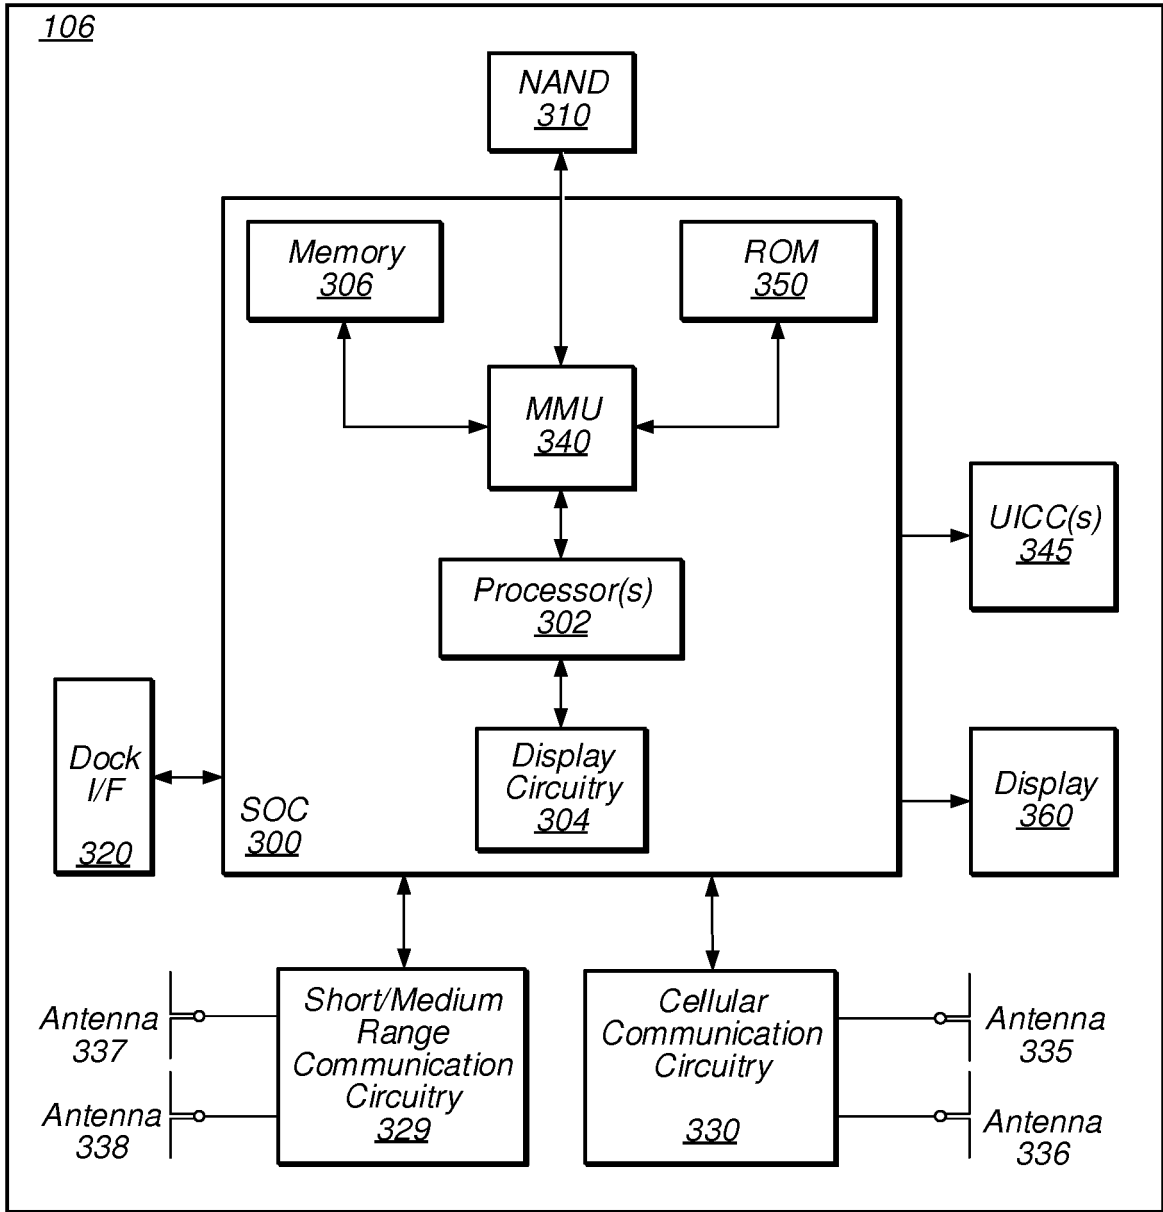 106
NAND
310
Memory
306
ROM
350
MMU
340
UICC(s)
345
Processor(s)
302
Dock
I/F
320
Display
Circuitry
304
SOC
300
Display
360
Antenna
337
Antenna
338
Short/Medium
Range
Communication
Circuitry
329
Cellular
Communication
Circuitry
330
Antenna
335
Antenna
336